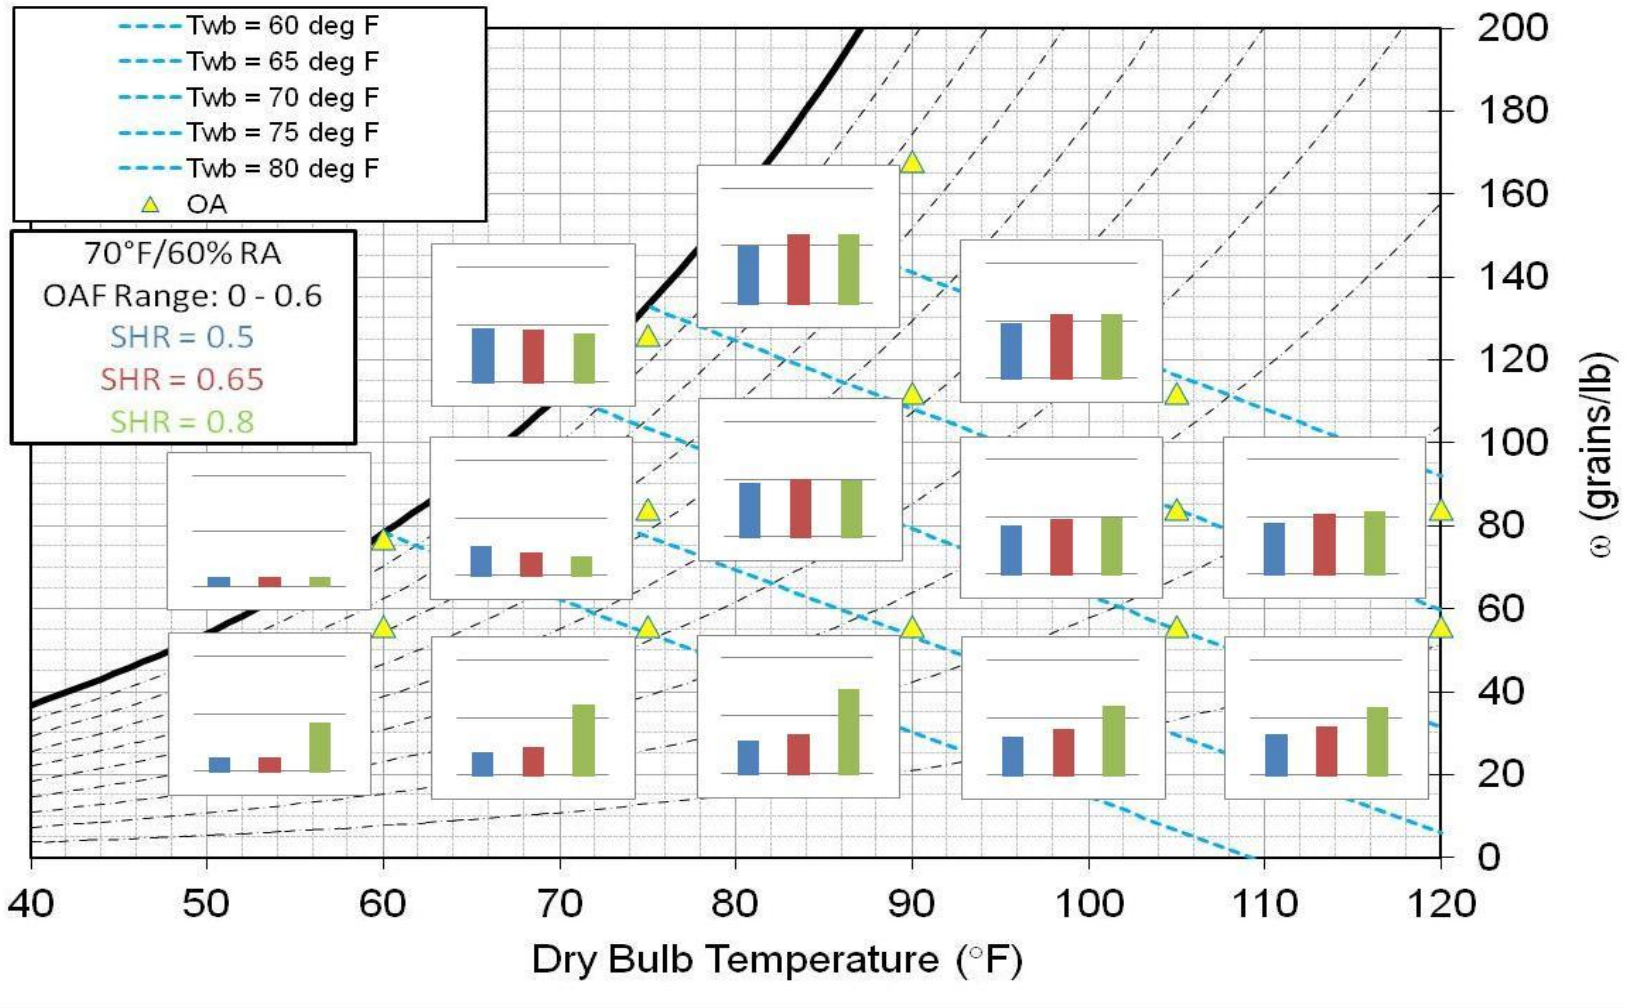 Twb = 60 deg F
Twb = 65 deg F
Twb = 70 deg F
Twb = 75 deg F
Twb = 80 deg F
OA
70°F/60% RA
OAF Range: 0 - 0.6
SHR = 0.5
SHR = 0.65
SHR = 0.8
200
180
160
140
120
100
80
60
40
20
0
ω (grains/lb)
40 50 60 70 80 90 100 110 120
Dry Bulb Temperature (°F)